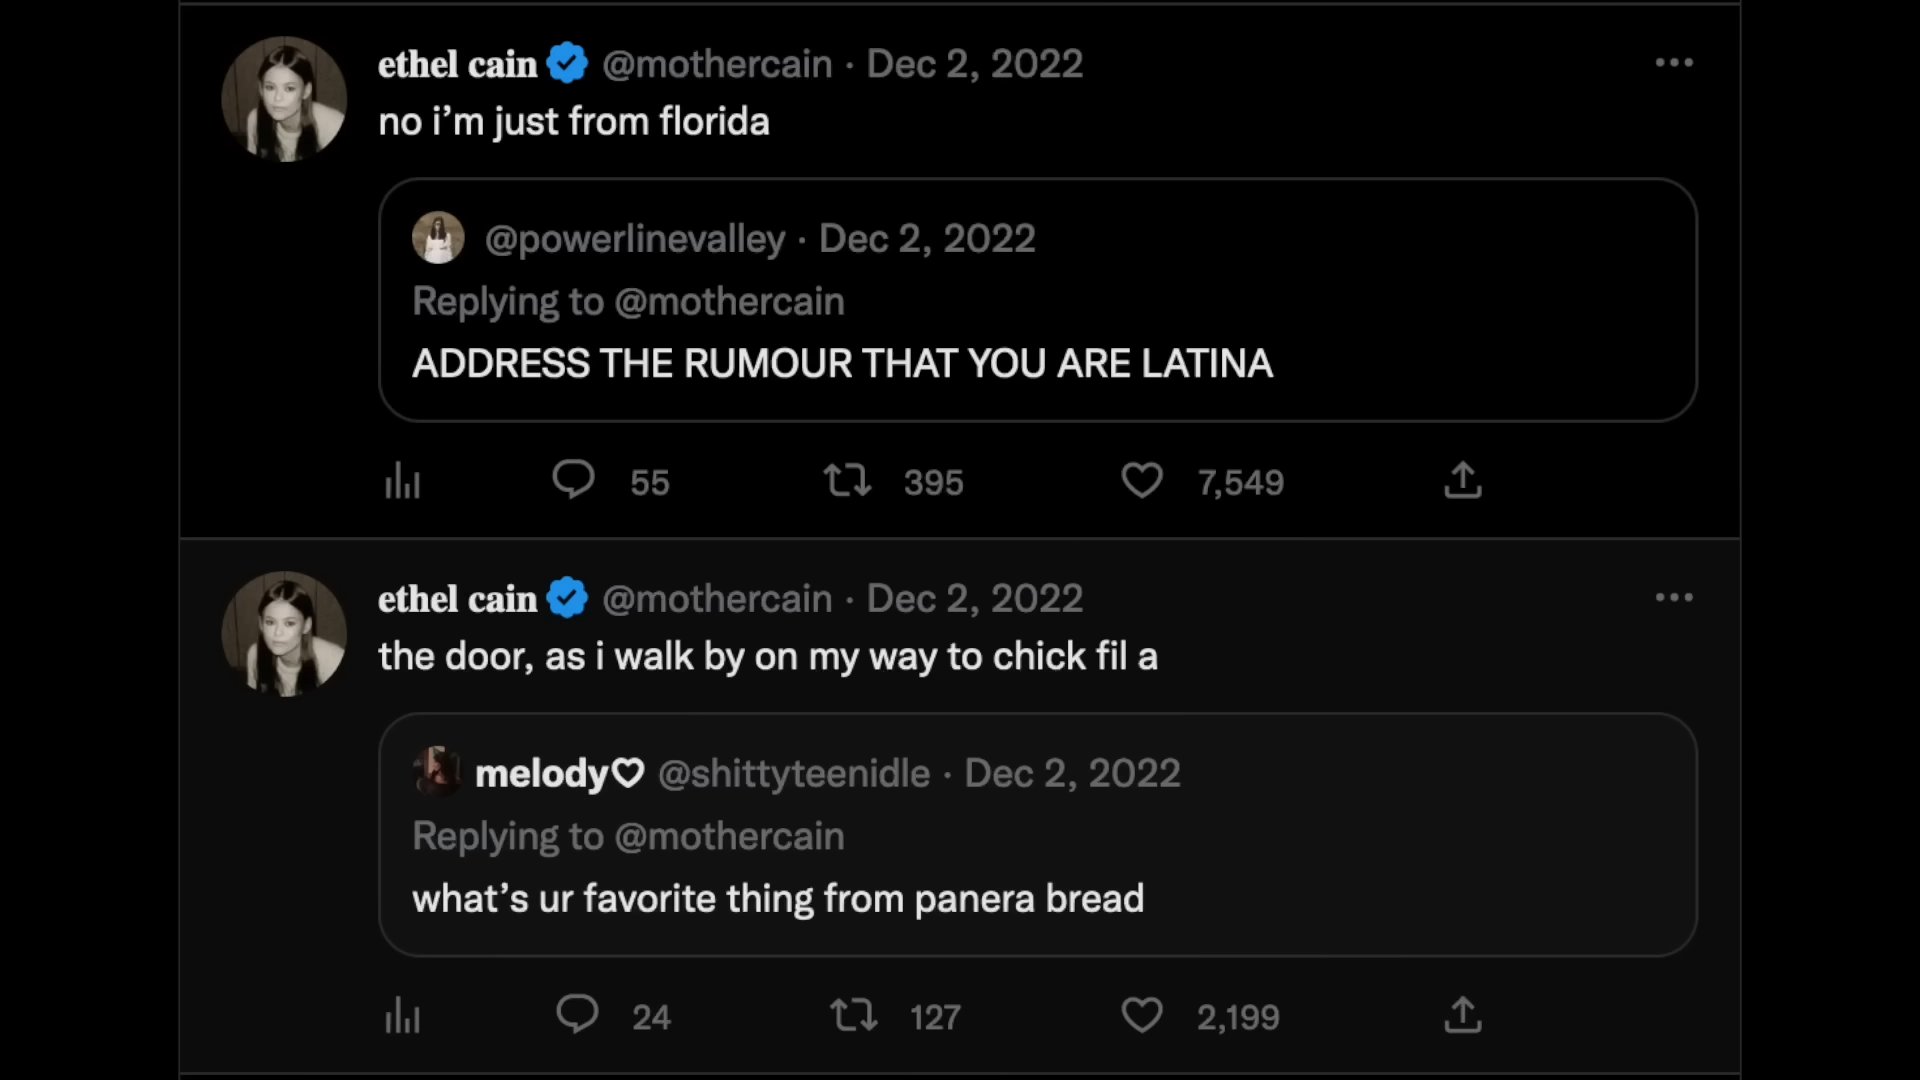 ethel cain @mothercain · Dec 2, 2022
no i’m just from florida
@powerlinevalley · Dec 2, 2022
Replying to @mothercain
ADDRESS THE RUMOUR THAT YOU ARE LATINA
55 395 7,549
ethel cain @mothercain · Dec 2, 2022
the door, as i walk by on my way to chick fil a
melody♡ @shittyteenidle · Dec 2, 2022
Replying to @mothercain
what’s ur favorite thing from panera bread
24 127 2,199